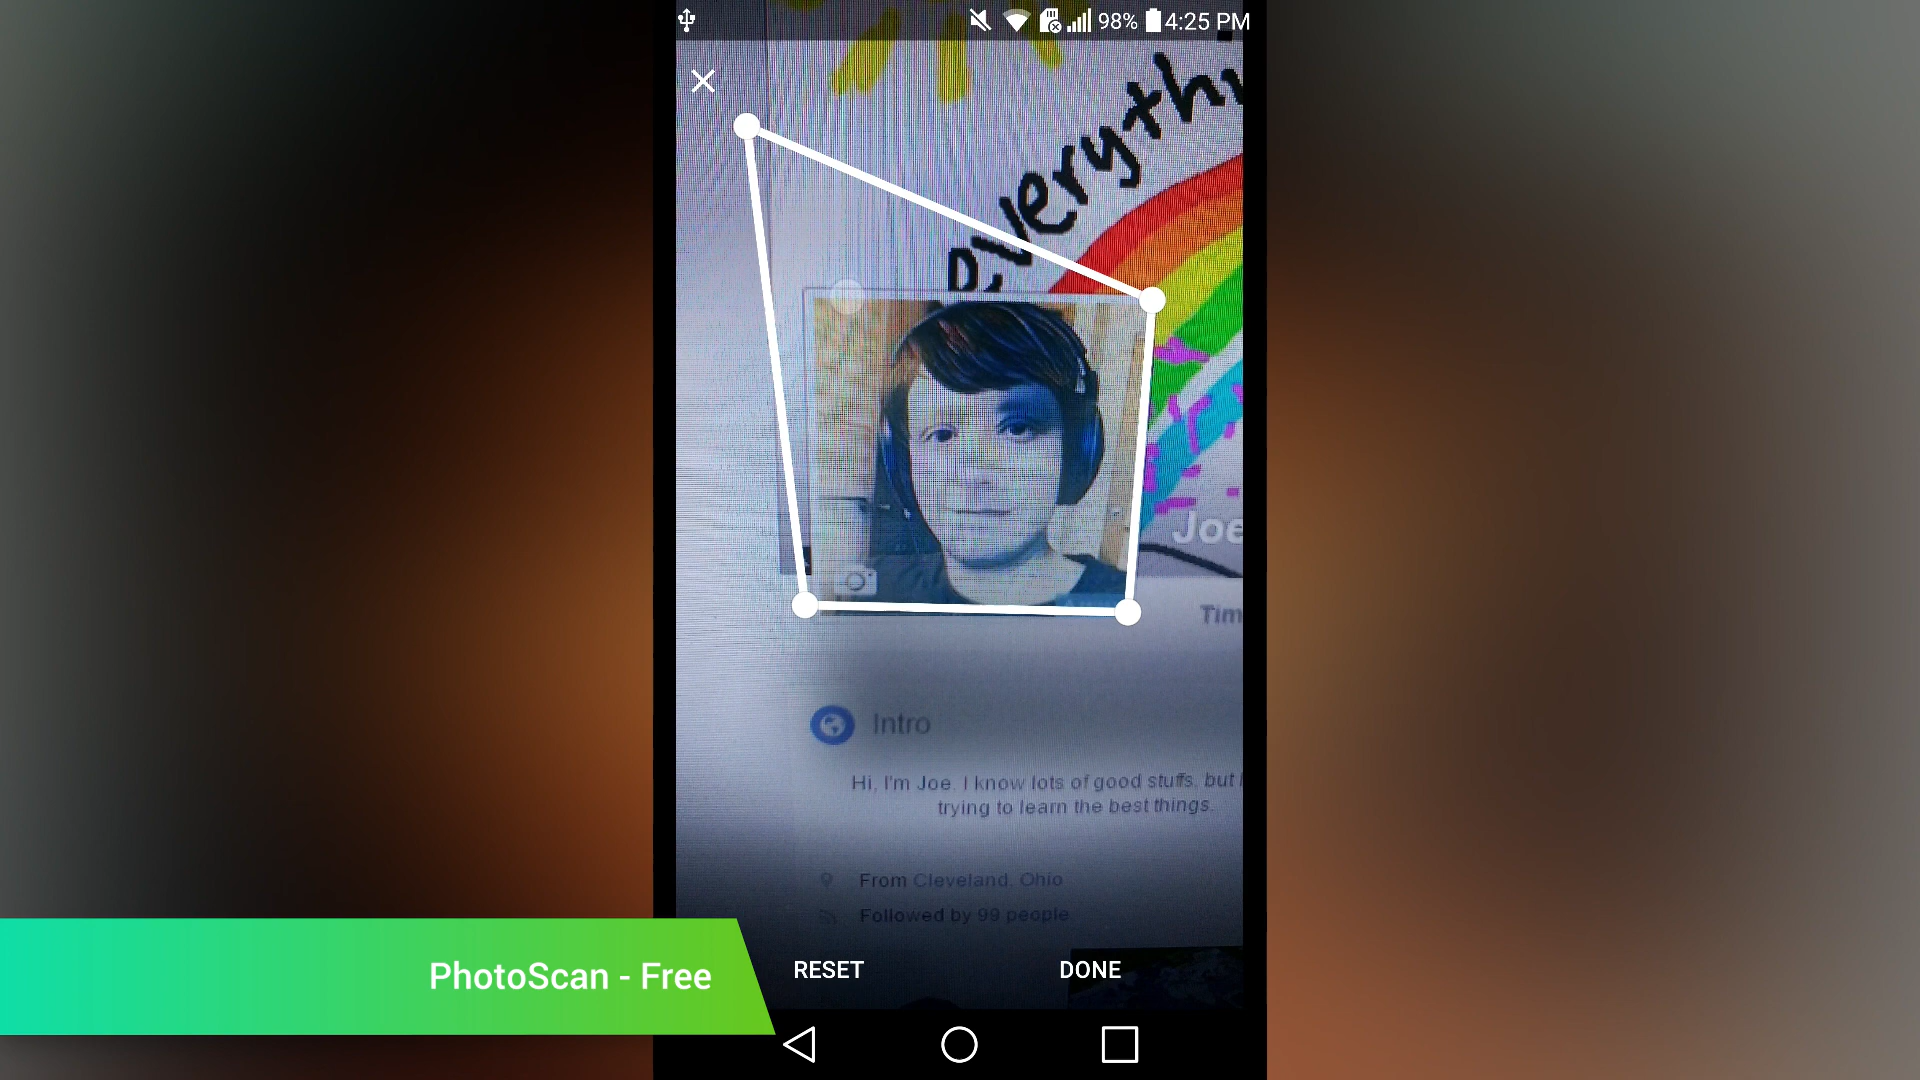 98% 4:25 PM
everythi
Joe
Tim
Intro
Hi, I'm Joe. I know lots of good stuffs, but
trying to learn the best things.
From Cleveland, Ohio
Followed by 99 people
RESET DONE
PhotoScan - Free